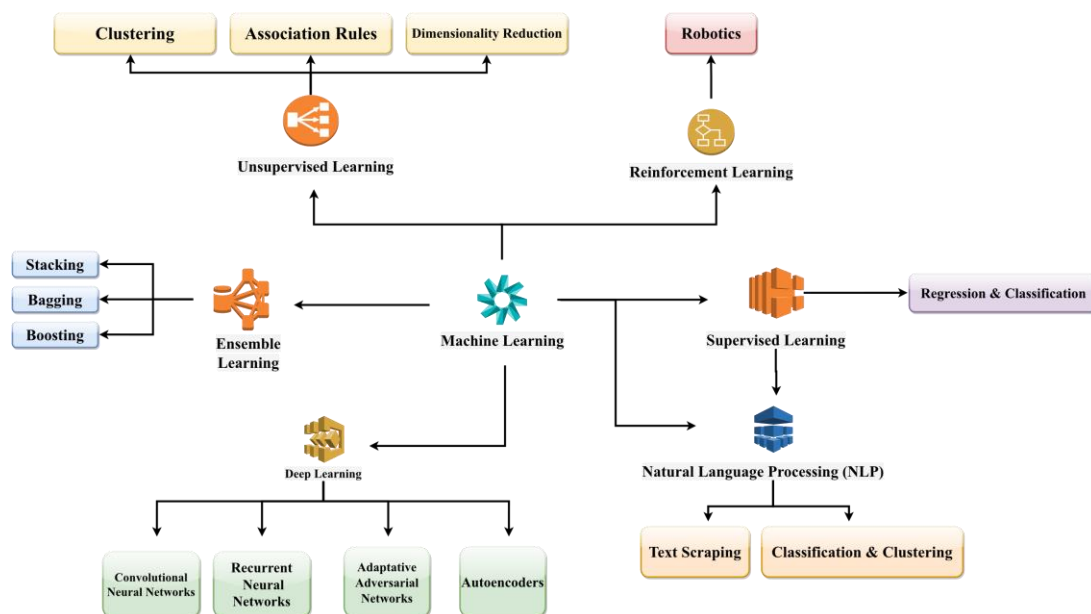 Clustering
Association Rules
Dimensionality Reduction
Robotics
Unsupervised Learning
Reinforcement Learning
Stacking
Bagging
Boosting
Ensemble
Learning
Machine Learning
Supervised Learning
Regression & Classification
Deep Learning
Natural Language Processing (NLP)
Convolutional
Neural Networks
Recurrent
Neural
Networks
Adaptative
Adversarial
Networks
Autoencoders
Text Scraping
Classification & Clustering